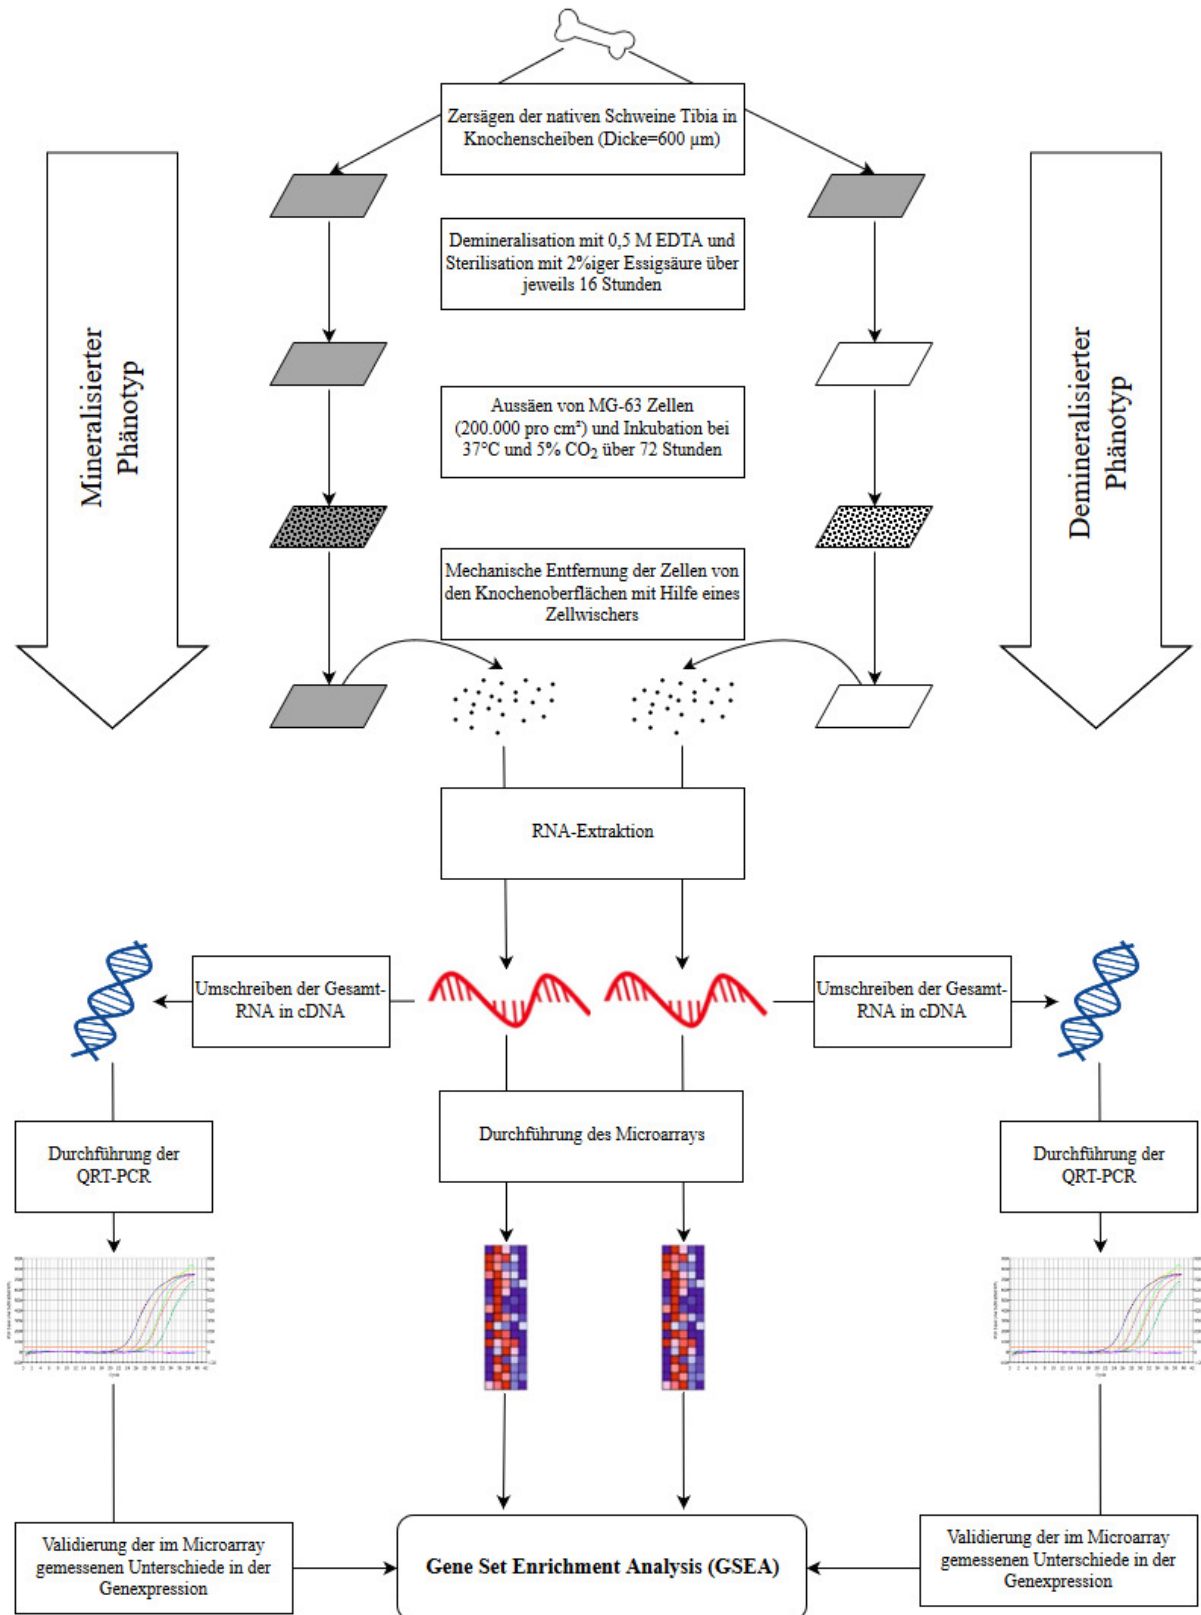 Zersägen der nativen Schweine Tibia in
Knochenscheiben (Dicke=600 µm)
Demineralisation mit 0,5 M EDTA und
Sterilisation mit 2%iger Essigsäure über
jeweils 16 Stunden
Mineralisierter
Phänotyp
Demineralisierter
Phänotyp
Aussäen von MG-63 Zellen
(200.000 pro cm²) und Inkubation bei
37°C und 5% CO₂ über 72 Stunden
Mechanische Entfernung der Zellen von
den Knochenoberflächen mit Hilfe eines
Zellwischers
RNA-Extraktion
Umschreiben der Gesamt-
RNA in cDNA
Umschreiben der Gesamt-
RNA in cDNA
Durchführung des Microarrays
Durchführung der
QRT-PCR
Durchführung der
QRT-PCR
Validierung der im Microarray
gemessenen Unterschiede in der
Genexpression
Gene Set Enrichment Analysis (GSEA)
Validierung der im Microarray
gemessenen Unterschiede in der
Genexpression